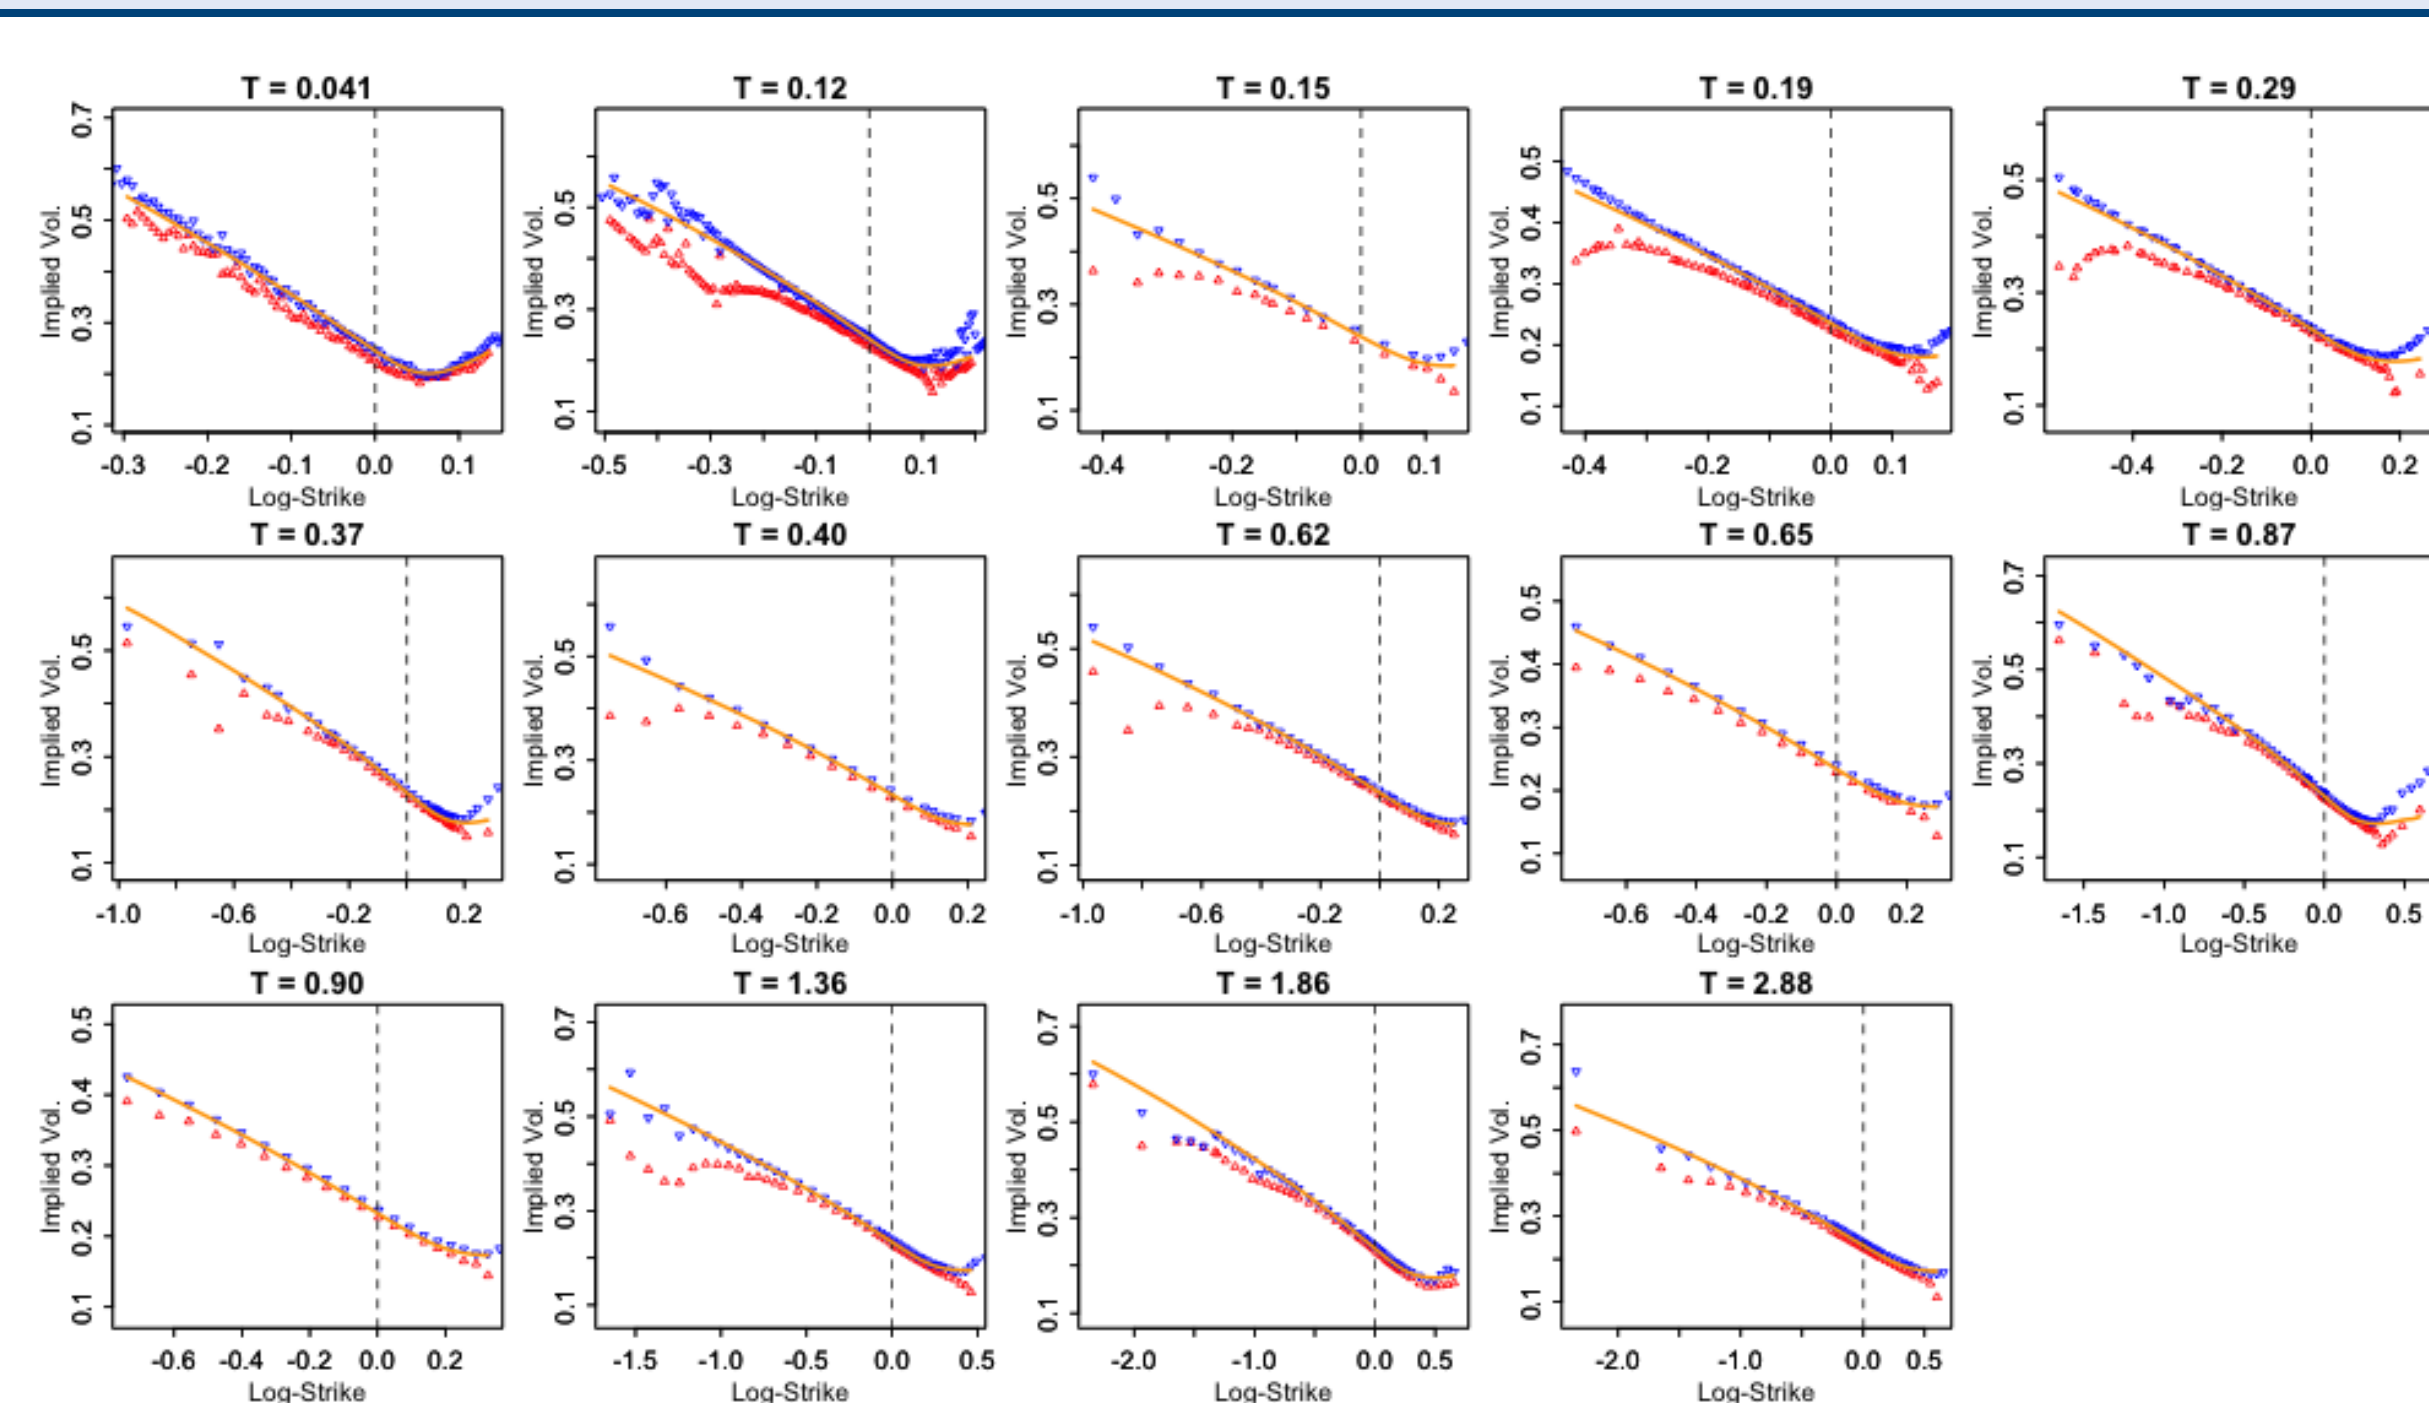 T = 0.041 T = 0.12 T = 0.15 T = 0.19 T = 0.29
Implied Vol. Implied Vol. Implied Vol. Implied Vol. Implied Vol.
0.1 0.3 0.5 0.7
0.1 0.3 0.5
0.1 0.3 0.5
0.1 0.2 0.3 0.4 0.5
0.1 0.3 0.5
-0.3 -0.2 -0.1 0.0 0.1
-0.5 -0.3 -0.1 0.1
-0.4 -0.2 0.0 0.1
-0.4 -0.2 0.0 0.1
-0.4 -0.2 0.0 0.2
Log-Strike Log-Strike Log-Strike Log-Strike Log-Strike
T = 0.37 T = 0.40 T = 0.62 T = 0.65 T = 0.87
Implied Vol. Implied Vol. Implied Vol. Implied Vol. Implied Vol.
0.1 0.3 0.5
0.1 0.3 0.5
0.1 0.3 0.5
0.1 0.2 0.3 0.4 0.5
0.1 0.3 0.5 0.7
-1.0 -0.6 -0.2 0.2
-0.6 -0.4 -0.2 0.0 0.2
-1.0 -0.6 -0.2 0.2
-0.6 -0.4 -0.2 0.0 0.2
-1.5 -1.0 -0.5 0.0 0.5
Log-Strike Log-Strike Log-Strike Log-Strike Log-Strike
T = 0.90 T = 1.36 T = 1.86 T = 2.88
Implied Vol. Implied Vol. Implied Vol. Implied Vol.
0.1 0.2 0.3 0.4 0.5
0.1 0.3 0.5 0.7
0.1 0.3 0.5 0.7
0.1 0.3 0.5 0.7
-0.6 -0.4 -0.2 0.0 0.2
-1.5 -1.0 -0.5 0.0 0.5
-2.0 -1.0 0.0 0.5
-2.0 -1.0 0.0 0.5
Log-Strike Log-Strike Log-Strike Log-Strike